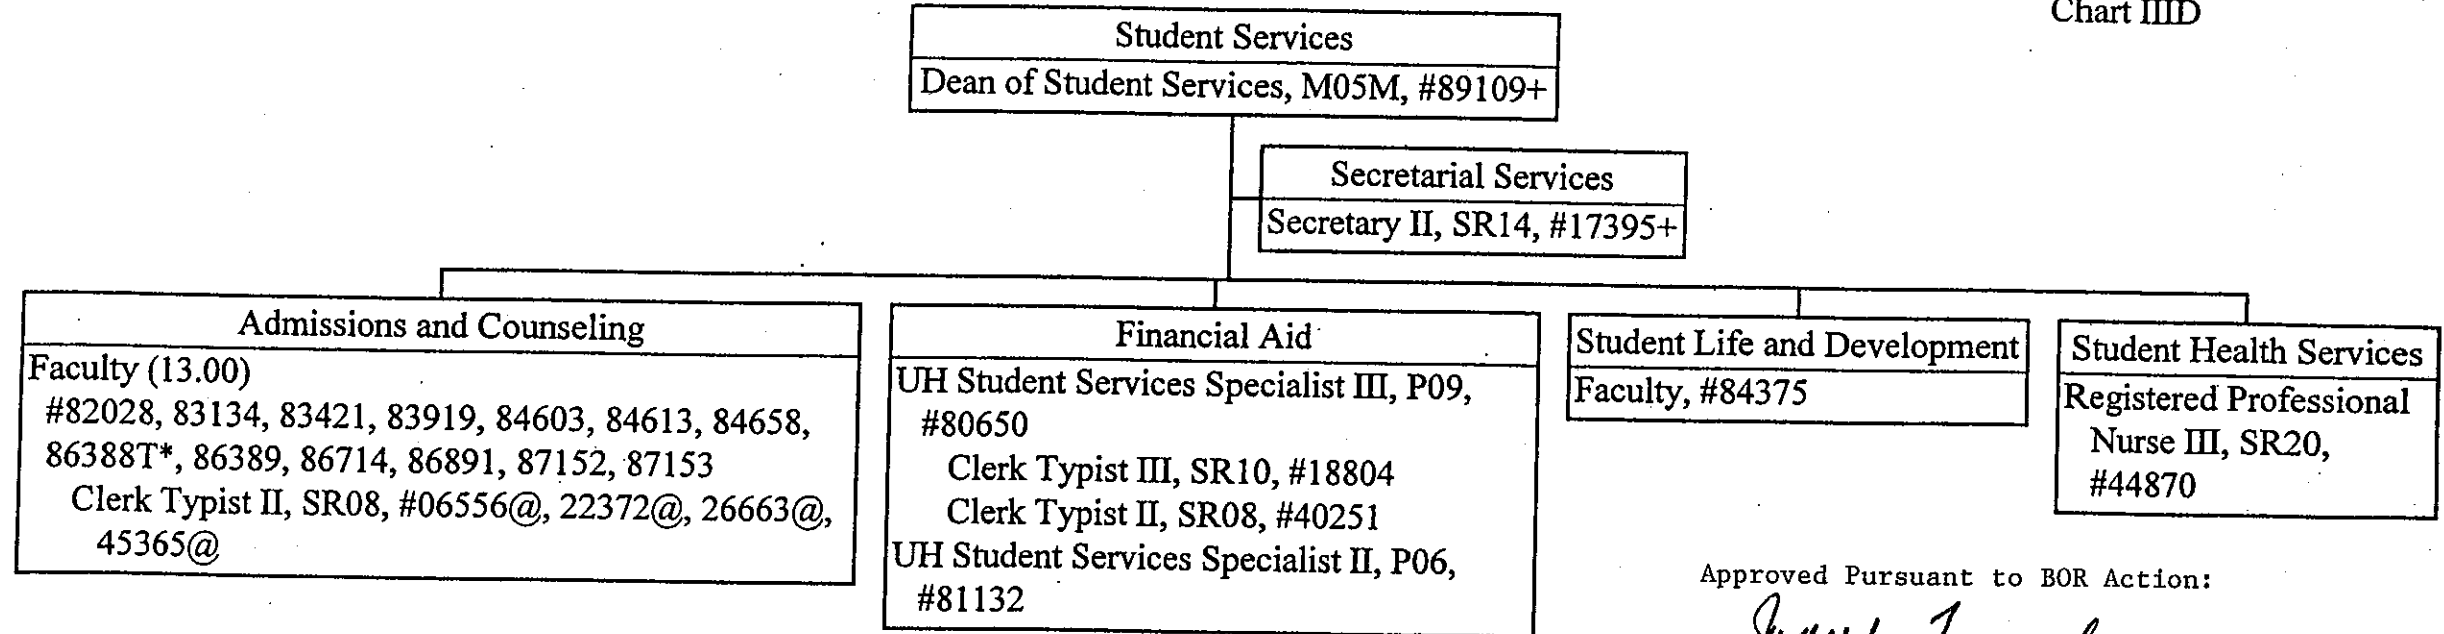 Chart IIID
Student Services
Dean of Student Services, M05M, #89109+
Secretarial Services
Secretary II, SR14, #17395+
Admissions and Counseling
Faculty (13.00)
#82028, 83134, 83421, 83919, 84603, 84613, 84658,
86388T*, 86389, 86714, 86891, 87152, 87153
Clerk Typist II, SR08, #06556@, 22372@, 26663@,
45365@
Financial Aid
UH Student Services Specialist III, P09,
#80650
Clerk Typist III, SR10, #18804
Clerk Typist II, SR08, #40251
UH Student Services Specialist II, P06,
#81132
Student Life and Development
Faculty, #84375
Student Health Services
Registered Professional
Nurse III, SR20,
#44870
Approved Pursuant to BOR Action: